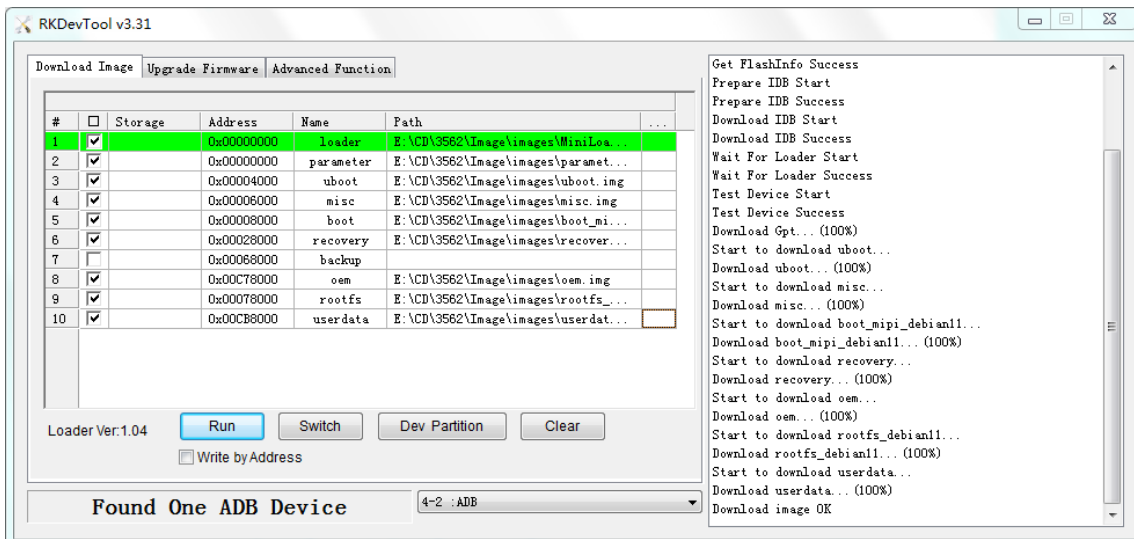 RKDevTool v3.31
Download Image Upgrade Firmware Advanced Function
# Storage Address Name Path ...
1 0x00000000 loader E:\CD\3562\Image\images\MiniLoa...
2 0x00000000 parameter E:\CD\3562\Image\images\paramet...
3 0x00004000 uboot E:\CD\3562\Image\images\uboot.img
4 0x00006000 misc E:\CD\3562\Image\images\misc.img
5 0x00008000 boot E:\CD\3562\Image\images\boot_mi...
6 0x00028000 recovery E:\CD\3562\Image\images\recover...
7 0x00068000 backup
8 0x00C78000 oem E:\CD\3562\Image\images\oem.img
9 0x00078000 rootfs E:\CD\3562\Image\images\rootfs_...
10 0x00CB8000 userdata E:\CD\3562\Image\images\userdat...
Loader Ver:1.04 Run Switch Dev Partition Clear
Write by Address
Found One ADB Device 4-2 :ADB
Get FlashInfo Success
Prepare IDB Start
Prepare IDB Success
Download IDB Start
Download IDB Success
Wait For Loader Start
Wait For Loader Success
Test Device Start
Test Device Success
Download Gpt... (100%)
Start to download uboot...
Download uboot... (100%)
Start to download misc...
Download misc... (100%)
Start to download boot_mipi_debian11...
Download boot_mipi_debian11... (100%)
Start to download recovery...
Download recovery... (100%)
Start to download oem...
Download oem... (100%)
Start to download rootfs_debian11...
Download rootfs_debian11... (100%)
Start to download userdata...
Download userdata... (100%)
Download image OK